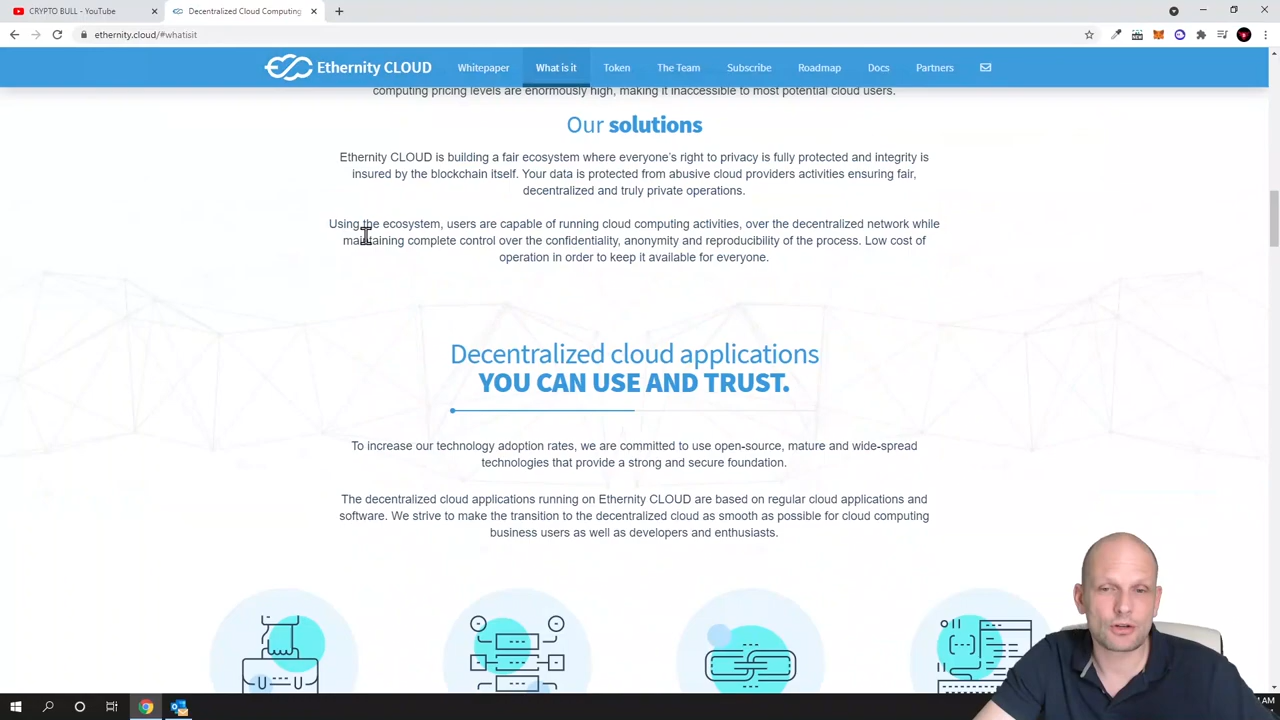 CRYPTO BULL - YouTube
Decentralized Cloud Computing
ethernity.cloud/#whatisit
Ethernity CLOUD
Whitepaper
What is it
Token
The Team
Subscribe
Roadmap
Docs
Partners
computing pricing levels are enormously high, making it inaccessible to most potential cloud users.
Our solutions
Ethernity CLOUD is building a fair ecosystem where everyone's right to privacy is fully protected and integrity is
insured by the blockchain itself. Your data is protected from abusive cloud providers activities ensuring fair,
decentralized and truly private operations.
Using the ecosystem, users are capable of running cloud computing activities, over the decentralized network while
maintaining complete control over the confidentiality, anonymity and reproducibility of the process. Low cost of
operation in order to keep it available for everyone.
Decentralized cloud applications
YOU CAN USE AND TRUST.
To increase our technology adoption rates, we are committed to use open-source, mature and wide-spread
technologies that provide a strong and secure foundation.
The decentralized cloud applications running on Ethernity CLOUD are based on regular cloud applications and
software. We strive to make the transition to the decentralized cloud as smooth as possible for cloud computing
business users as well as developers and enthusiasts.
AM